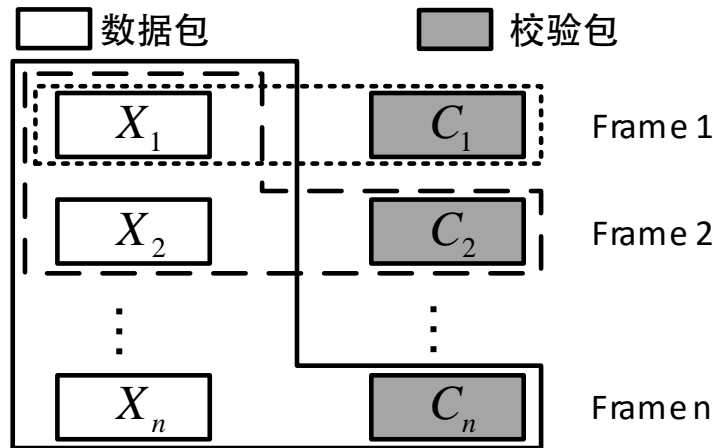 数据包 校验包
X₁ C₁ Frame 1
X₂ C₂ Frame 2
⋮ ⋮
Xₙ Cₙ Frame n